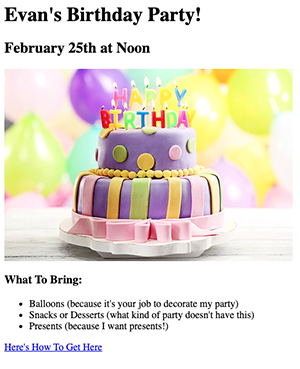 Evan's Birthday Party!
February 25th at Noon
HAPPY
BIRTHDAY
What To Bring:
Balloons (because it's your job to decorate my party)
Snacks or Desserts (what kind of party doesn't have this)
Presents (because I want presents!)
Here's How To Get Here